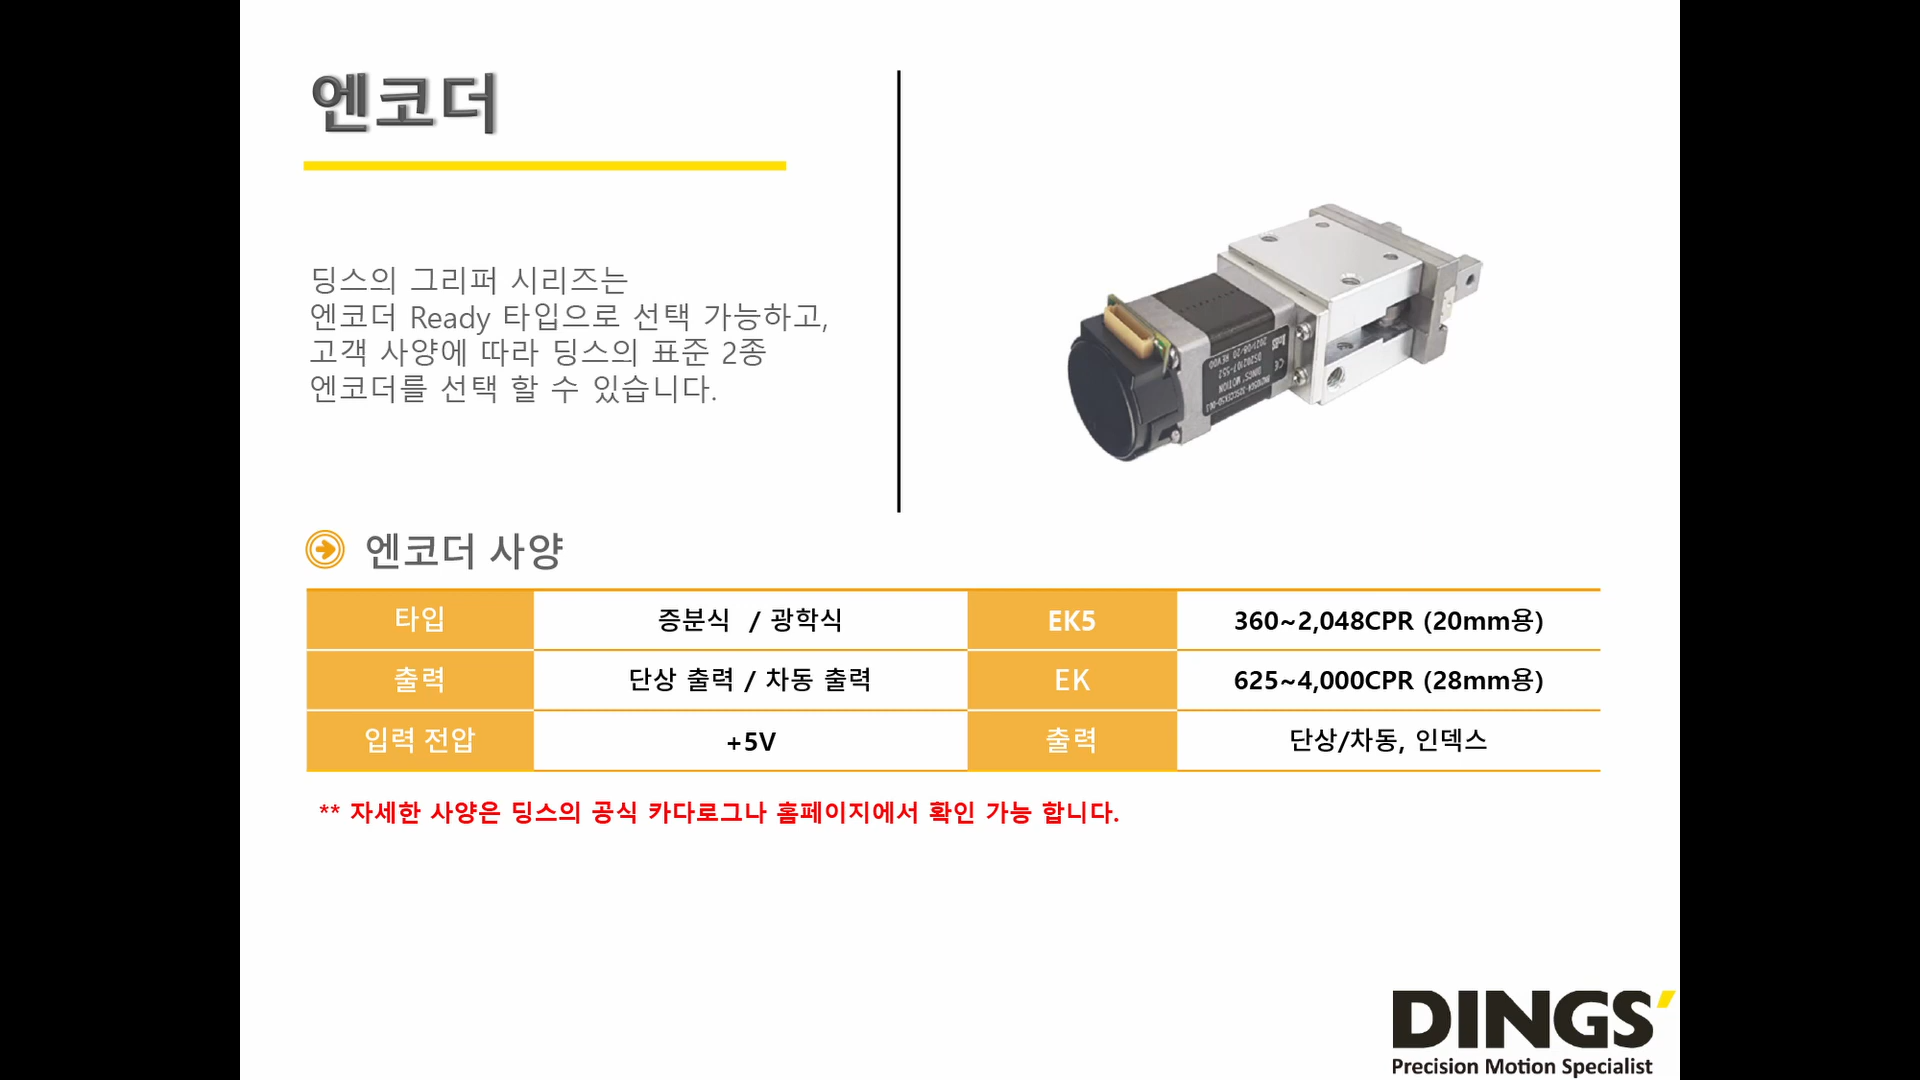 엔코더
딩스의 그리퍼 시리즈는
엔코더 Ready 타입으로 선택 가능하고,
고객 사양에 따라 딩스의 표준 2종
엔코더를 선택 할 수 있습니다.
엔코더 사양
타입 증분식 / 광학식 EK5 360~2,048CPR (20mm용)
출력 단상 출력 / 차동 출력 EK 625~4,000CPR (28mm용)
입력 전압 +5V 출력 단상/차동, 인덱스
** 자세한 사양은 딩스의 공식 카다로그나 홈페이지에서 확인 가능 합니다.
DINGS'
Precision Motion Specialist